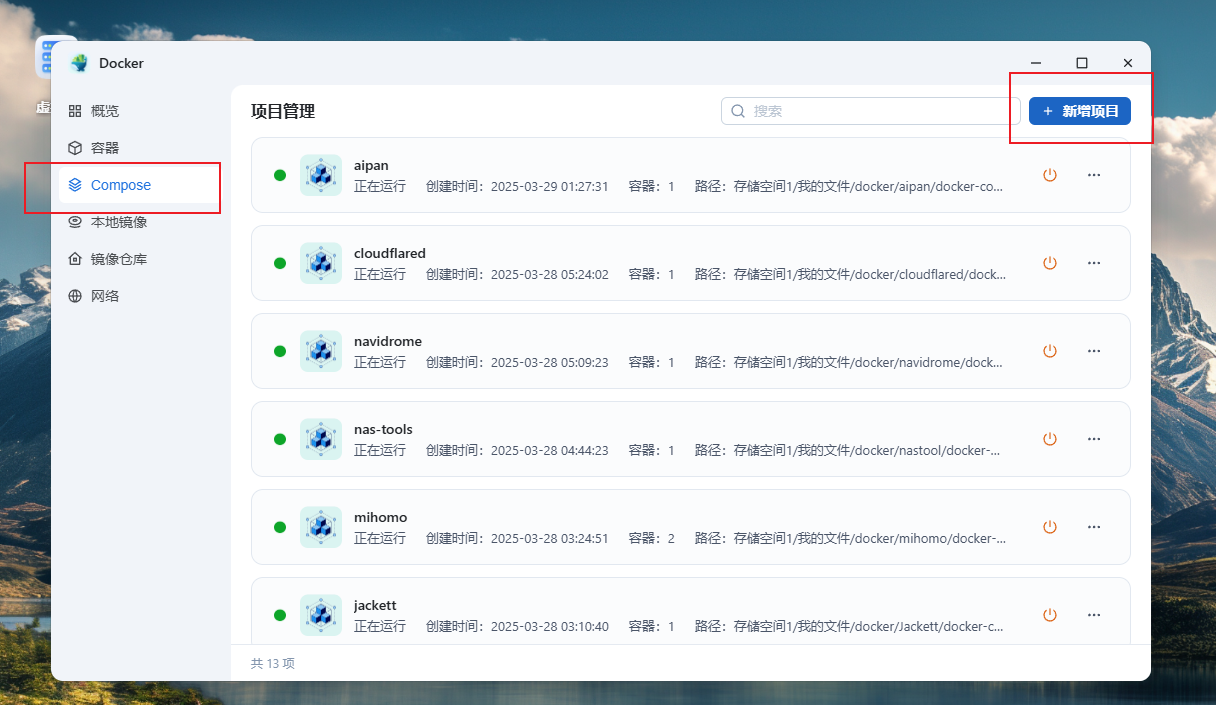 Docker
虚
概览
容器
Compose
本地镜像
镜像仓库
网络
项目管理
搜索
+ 新增项目
aipan
正在运行 创建时间：2025-03-29 01:27:31 容器：1 路径：存储空间1/我的文件/docker/aipan/docker-co...
cloudflared
正在运行 创建时间：2025-03-28 05:24:02 容器：1 路径：存储空间1/我的文件/docker/cloudflared/dock...
navidrome
正在运行 创建时间：2025-03-28 05:09:23 容器：1 路径：存储空间1/我的文件/docker/navidrome/dock...
nas-tools
正在运行 创建时间：2025-03-28 04:44:23 容器：1 路径：存储空间1/我的文件/docker/nastool/docker-...
mihomo
正在运行 创建时间：2025-03-28 03:24:51 容器：2 路径：存储空间1/我的文件/docker/mihomo/docker-...
jackett
正在运行 创建时间：2025-03-28 03:10:40 容器：1 路径：存储空间1/我的文件/docker/Jackett/docker-c...
共 13 项